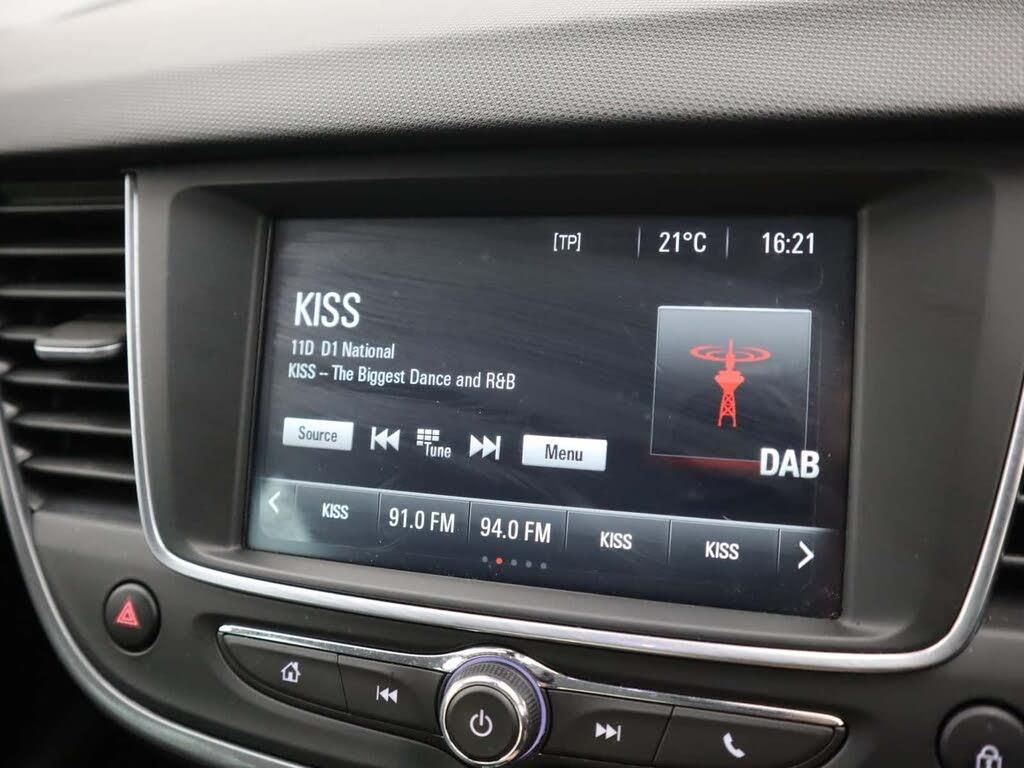 [TP] 21°C 16:21
KISS
11D D1 National
KISS – The Biggest Dance and R&B
Source Tune Menu
DAB
KISS 91.0 FM 94.0 FM KISS KISS